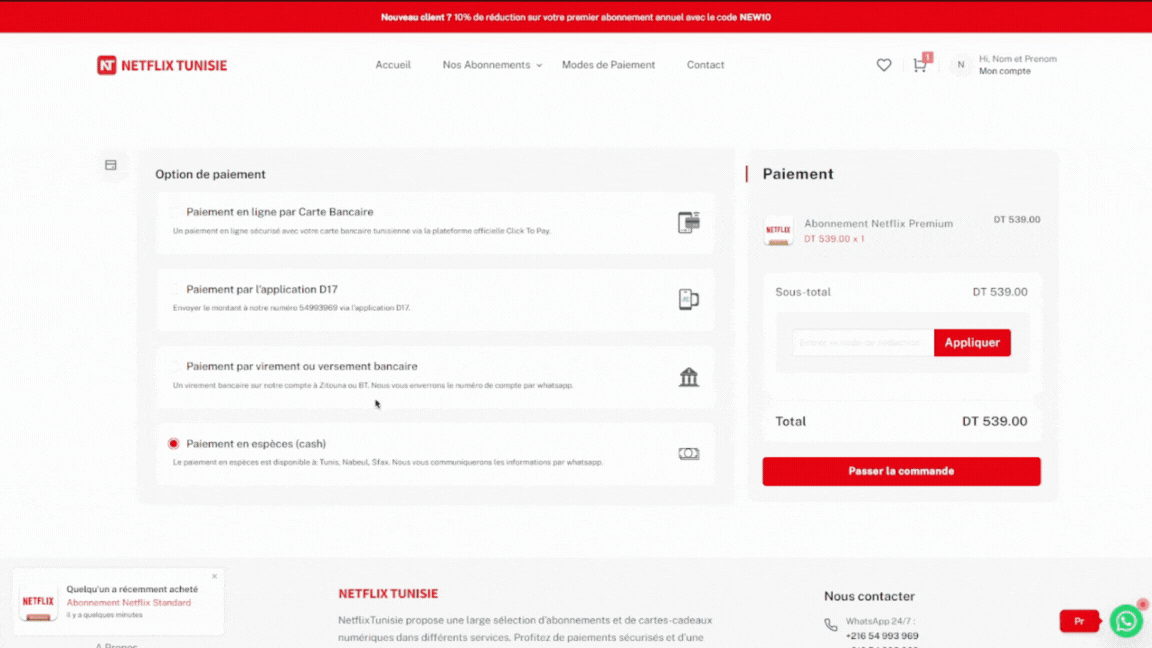 Nouveau client ? 10% de réduction sur votre premier abonnement annuel avec le code NEW10
NT NETFLIX TUNISIE
Accueil
Nos Abonnements
Modes de Paiement
Contact
1
N
Hi, Nom et Prenom
Mon compte
Option de paiement
Paiement en ligne par Carte Bancaire
Un paiement en ligne sécurisé avec votre carte bancaire tunisienne via la plateforme officielle Click To Pay.
Paiement par l'application D17
Envoyer le montant à notre numéro 54993969 via l'application D17.
Paiement par virement ou versement bancaire
Un virement bancaire sur notre compte à Zitouna ou BT. Nous vous enverrons le numéro de compte par whatsapp.
Paiement en espèces (cash)
Le paiement en espèces est disponible à: Tunis, Nabeul, Sfax. Nous vous communiquerons les informations par whatsapp.
Paiement
NETFLIX
Abonnement Netflix Premium
DT 539.00
DT 539.00 x 1
Sous-total
DT 539.00
Entrer le code de réduction
Appliquer
Total
DT 539.00
Passer la commande
Quelqu'un a récemment acheté
NETFLIX
Abonnement Netflix Standard
il y a quelques minutes
A Propos
NETFLIX TUNISIE
NetflixTunisie propose une large sélection d'abonnements et de cartes-cadeaux
numériques dans différents services. Profitez de paiements sécurisés et d'une
Nous contacter
WhatsApp 24/7 :
+216 54 993 969
Pr